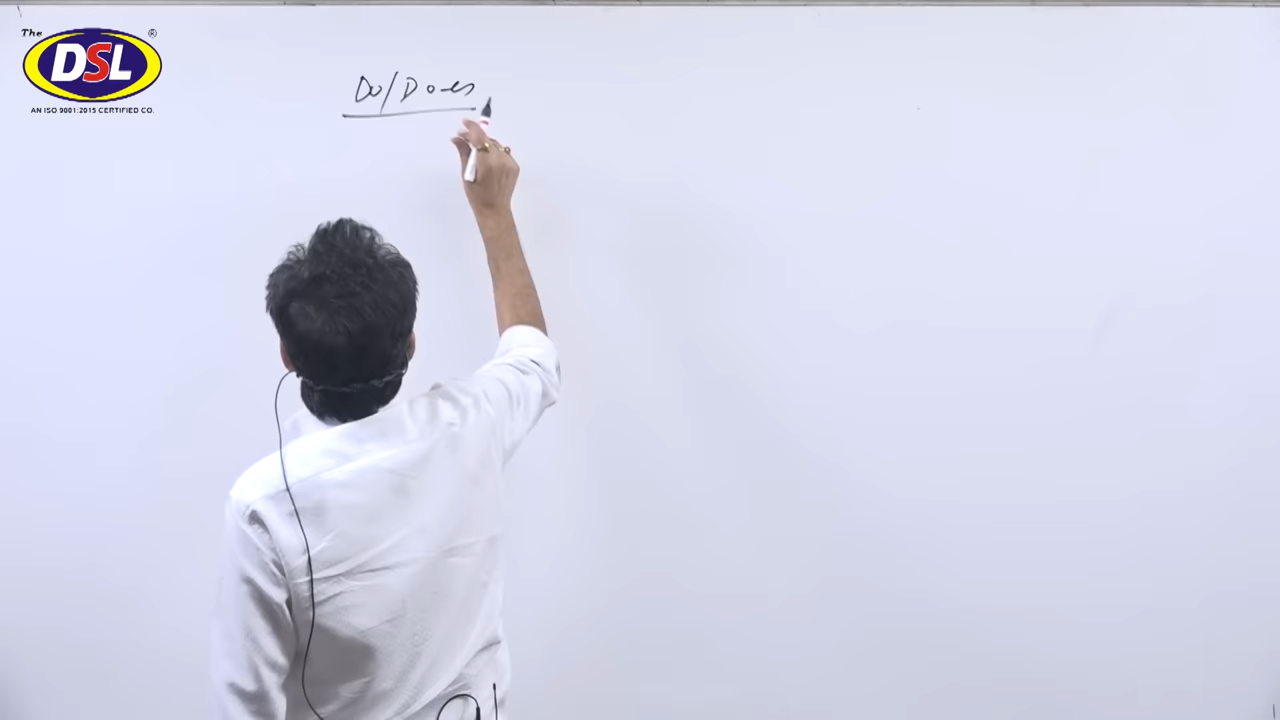 The ®
DSL
AN ISO 9001:2015 CERTIFIED CO.
Do/Does